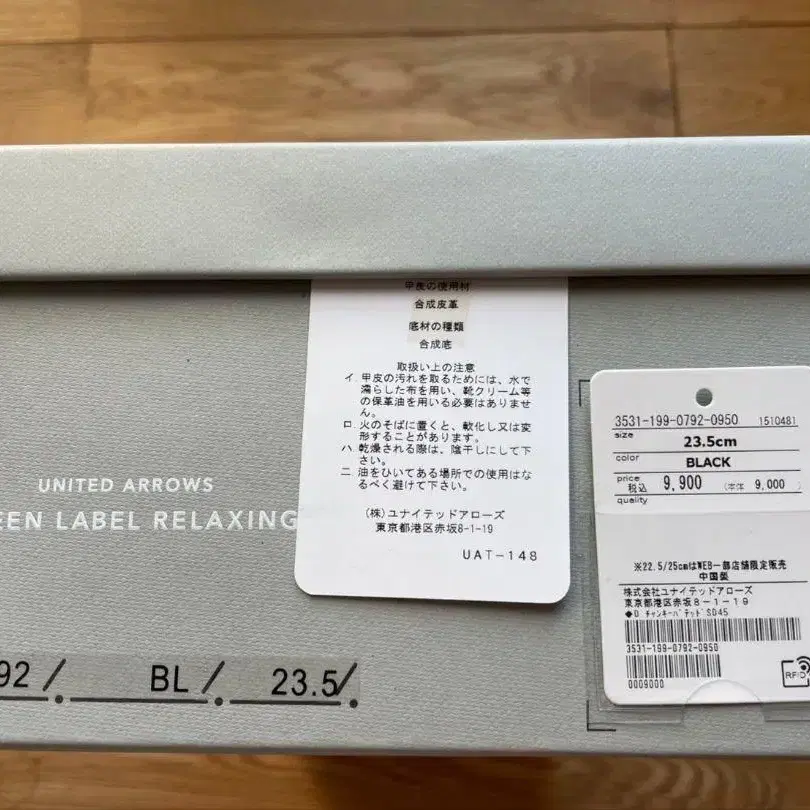 甲皮の使用材
合成皮革
底材の種類
合成底
取扱い上の注意
イ. 甲皮の汚れを取るためには、水で
濡らした布を用い、靴クリーム等
の保革油を用いる必要はありませ
ん。
ロ. 火のそばに置くと、軟化し又は変
形することがあります。
ハ. 乾燥される際は、陰干しにして下
さい。
ニ. 油をひいてある場所での使用はな
るべく避けて下さい。
(株)ユナイテッドアローズ
東京都港区赤坂8-1-19
UAT-148
UNITED ARROWS
EEN LABEL RELAXING
92 BL 23.5
3531-199-0792-0950 1510481
size
23.5cm
color
BLACK
price
税込 9,900 (本体 9,000)
quality
※22.5/25cmはWEB一部店舗限定販売
中国製
株式会社ユナイテッドアローズ
東京都港区赤坂8-1-19
◆D チャンキーパテッド SD45
3531-199-0792-0950
0009000
RFID